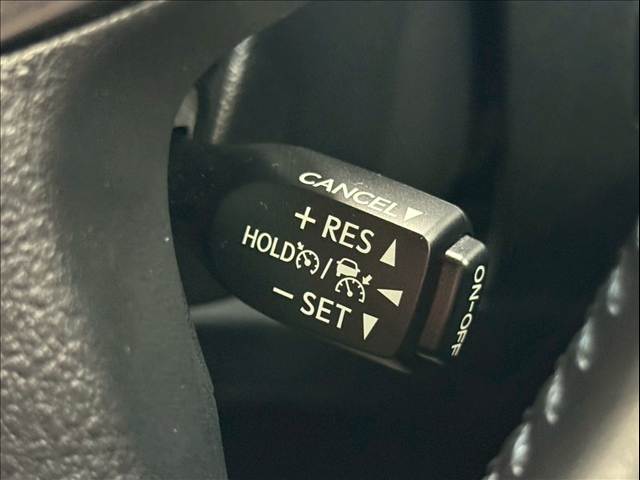 CANCEL▼
+ RES ▲
HOLD / ◀
− SET ▼
ON-OFF